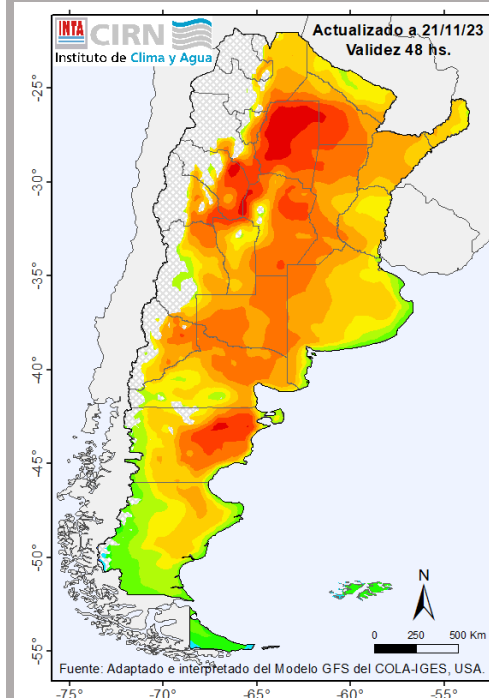 INTA CIRN
Instituto de Clima y Agua
Actualizado a 21/11/23
Validez 48 hs.
-25°
-30°
-35°
-40°
-45°
-50°
-55°
N
0 250 500 Km
Fuente: Adaptado e interpretado del Modelo GFS del COLA-IGES, USA.
-75° -70° -65° -60° -55°